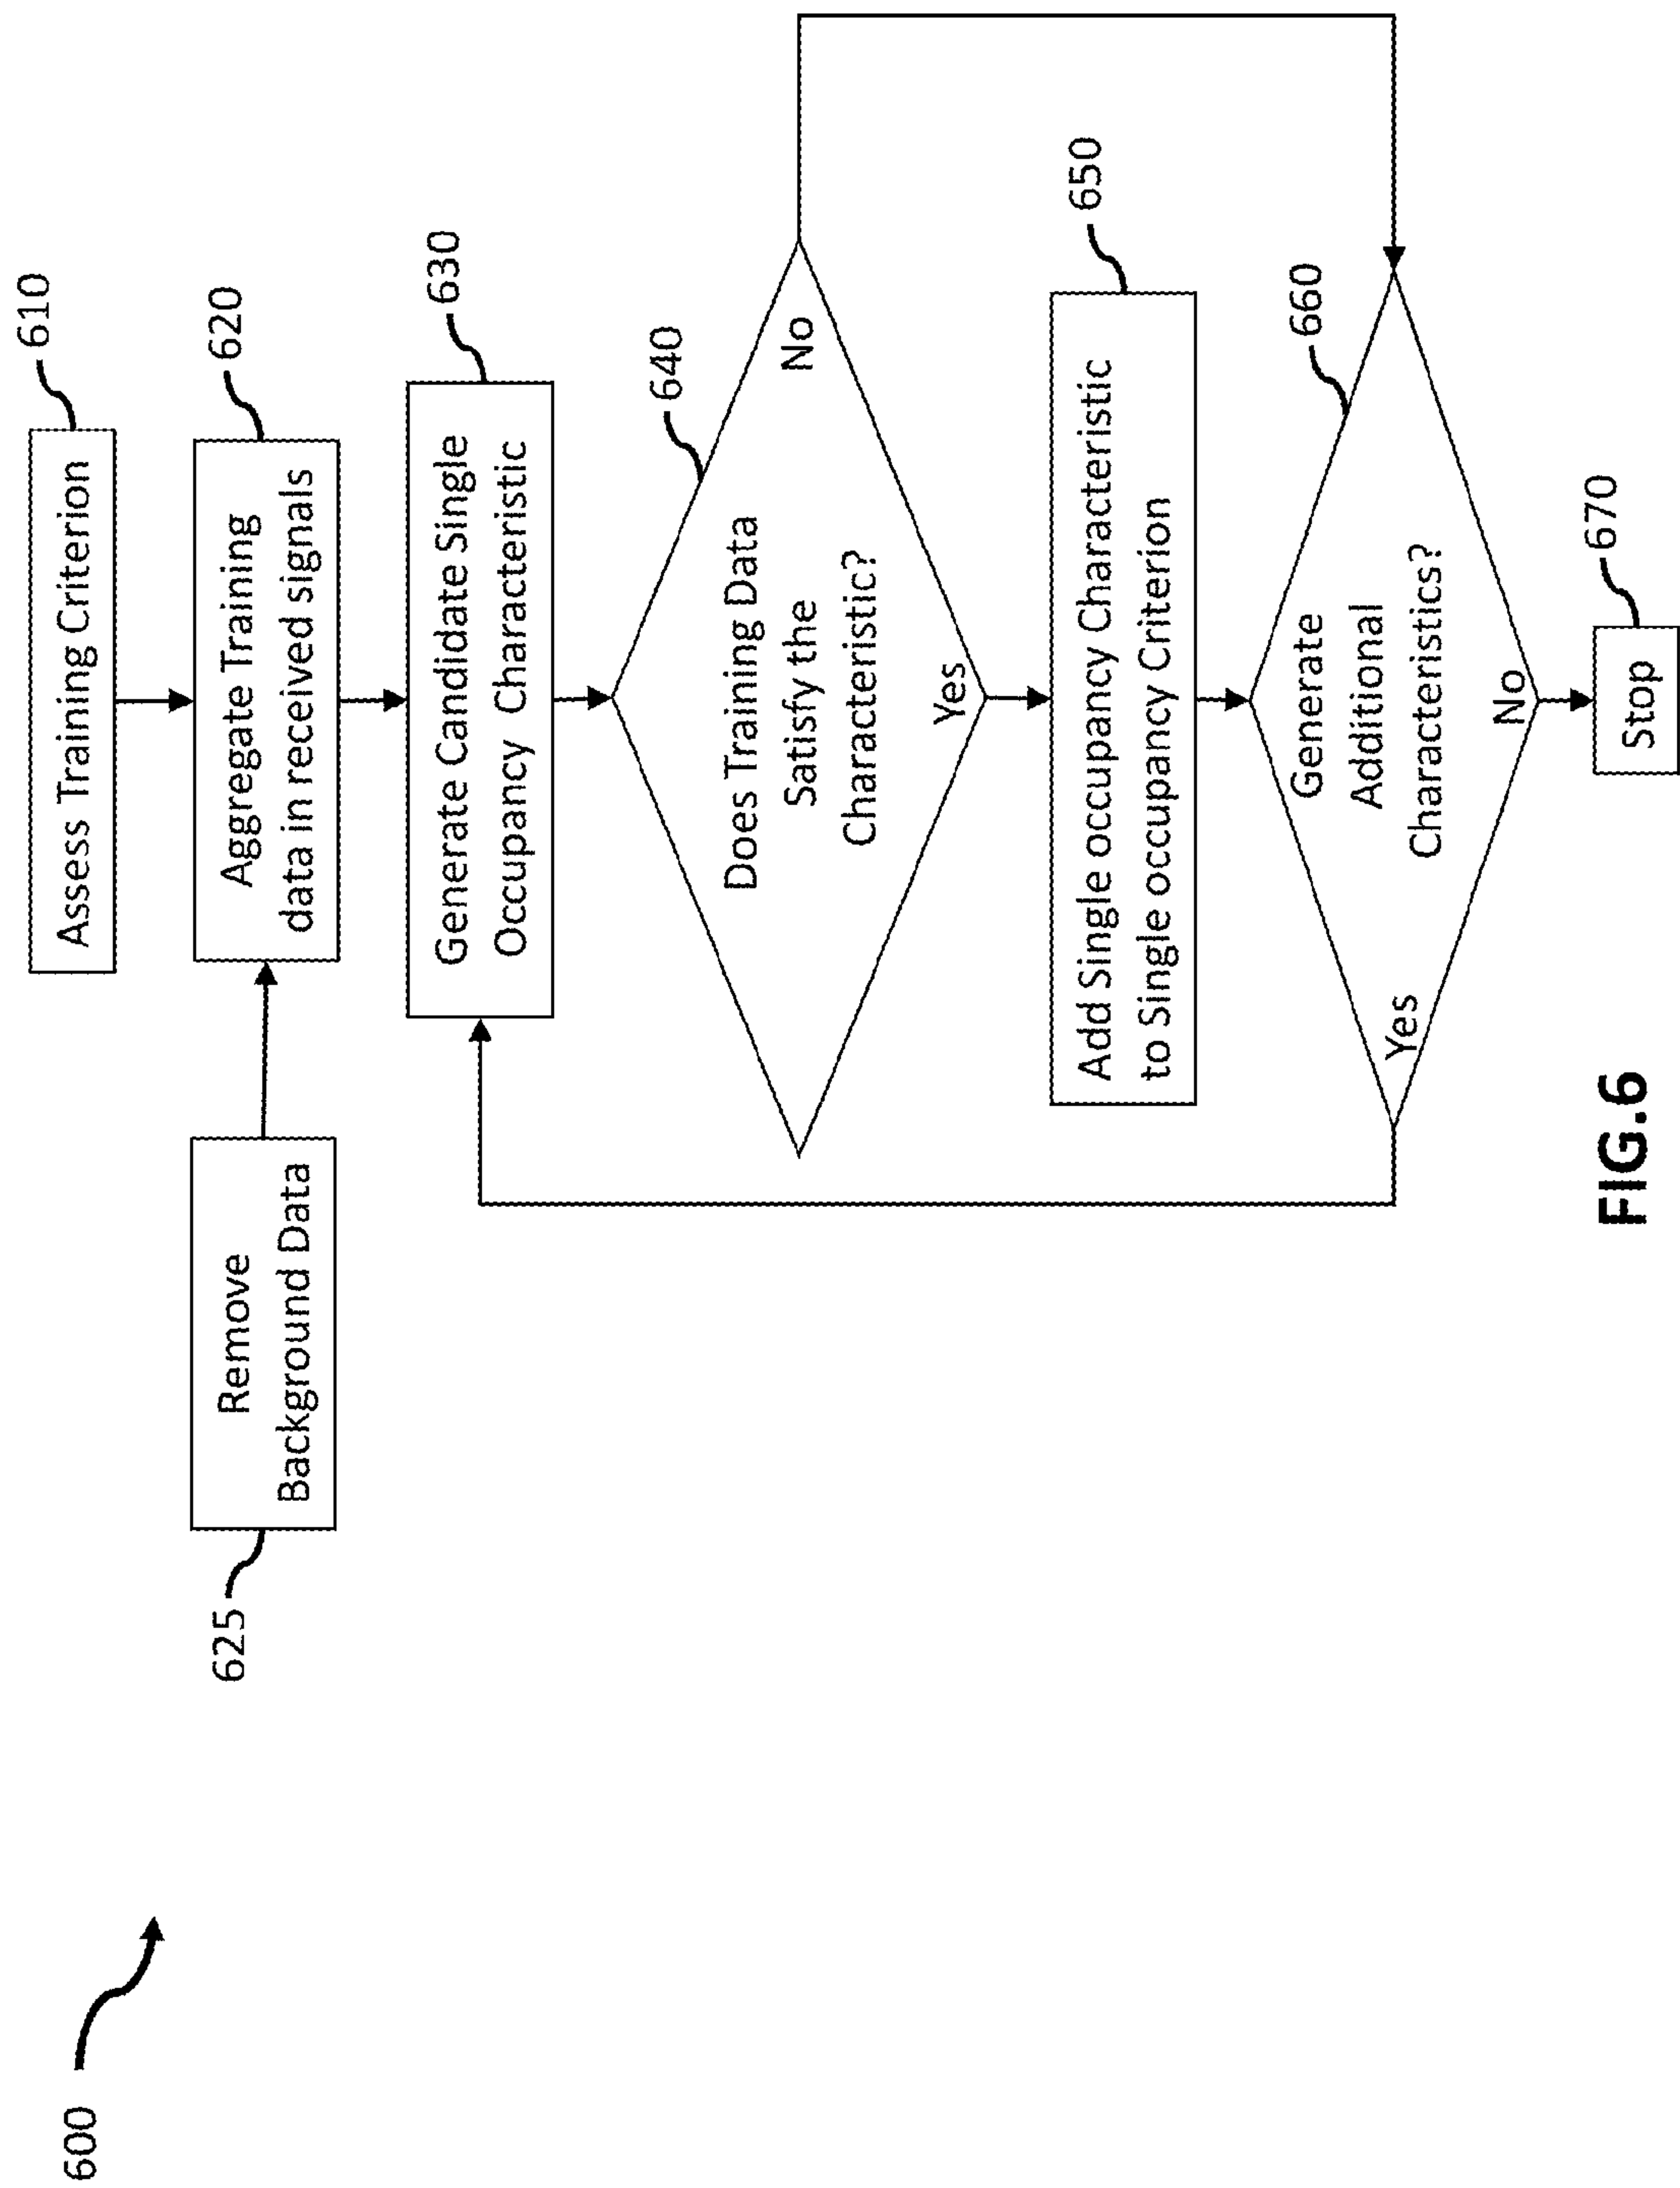 600
Assess Training Criterion
610
Remove
Background Data
625
Aggregate Training
data in received signals
620
Generate Candidate Single
Occupancy Characteristic
630
Does Training Data
Satisfy the
Characteristic?
640
No
Yes
Add Single occupancy Characteristic
to Single occupancy Criterion
650
Generate
Additional
Characteristics?
660
Yes
No
Stop
670
FIG.6